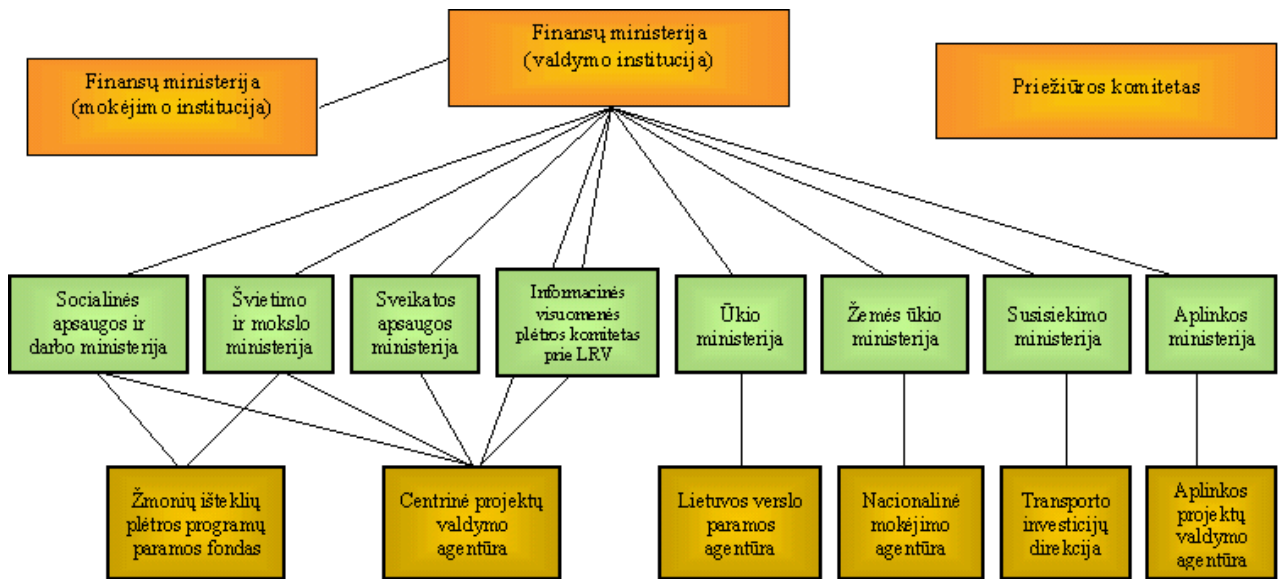 Finansų ministerija
(valdymo institucija)
Finansų ministerija
(mokėjimo institucija)
Priežiūros komitetas
Socialinės
apsaugos ir
darbo ministerija
Švietimo
ir mokslo
ministerija
Sveikatos
apsaugos
ministerija
Informacinės
visuomenės
plėtros komitetas
prie LRV
Ūkio
ministerija
Žemės ūkio
ministerija
Susisiekimo
ministerija
Aplinkos
ministerija
Žmonių išteklių
plėtros programų
paramos fondas
Centrinė projektų
valdymo
agentūra
Lietuvos verslo
paramos
agentūra
Nacionalinė
mokėjimo
agentūra
Transporto
investicijų
direkcija
Aplinkos
projektų
valdymo
agentūra